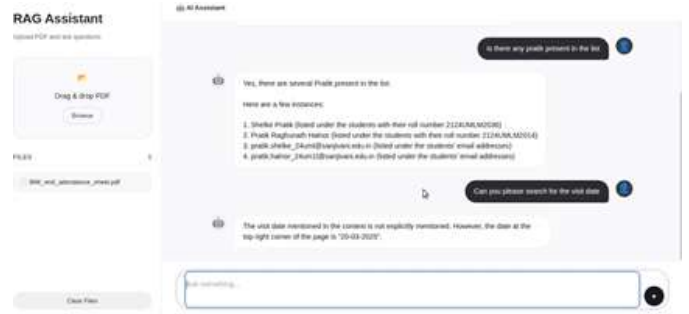 RAG Assistant
Upload PDF and ask questions
Drag & drop PDF
Browse
FILES
Clear Files
AI Assistant
Is there any pratik present in the list
Yes, there are several Pratik present in the list.
Here are a few instances:
1. Shelke Pratik (listed under the students with their roll number 2124UMLM2036)
2. Pratik Raghunath Hatnor (listed under the students with their roll number 2124UMLM2014)
3. pratik.shelke_24uml@sanjivani.edu.in (listed under the students' email addresses)
4. (listed under the students' email addresses)
Can you please search for the visit date
The visit date mentioned in the context is not explicitly mentioned. However, the date at the
top right corner of the page is "20-03-2025".
Ask something...